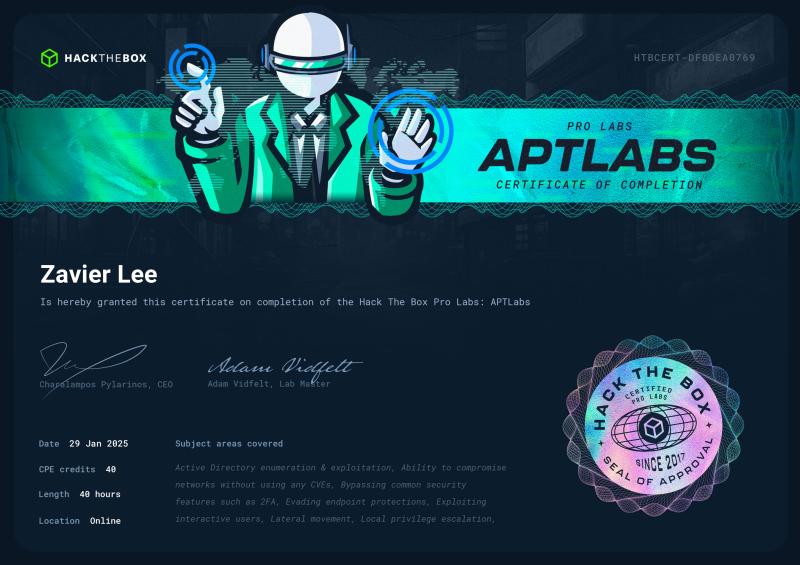 HACKTHEBOX
HTBCERT-DFBDEA0769
PRO LABS
APTLABS
CERTIFICATE OF COMPLETION
Zavier Lee
Is hereby granted this certificate on completion of the Hack The Box Pro Labs: APTLabs
Adam Vidfelt
Charalampos Pylarinos, CEO
Adam Vidfelt, Lab Master
Date 29 Jan 2025
CPE credits 40
Length 40 hours
Location Online
Subject areas covered
Active Directory enumeration & exploitation, Ability to compromise
networks without using any CVEs, Bypassing common security
features such as 2FA, Evading endpoint protections, Exploiting
interactive users, Lateral movement, Local privilege escalation,
HACK THE BOX
CERTIFIED
PRO LABS
SINCE 2017
SEAL OF APPROVAL